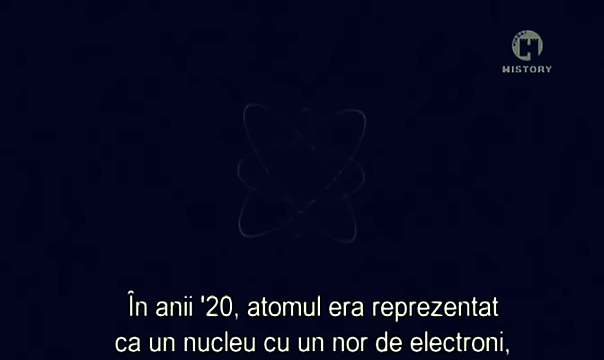 HISTORY
În anii '20, atomul era reprezentat
ca un nucleu cu un nor de electroni,